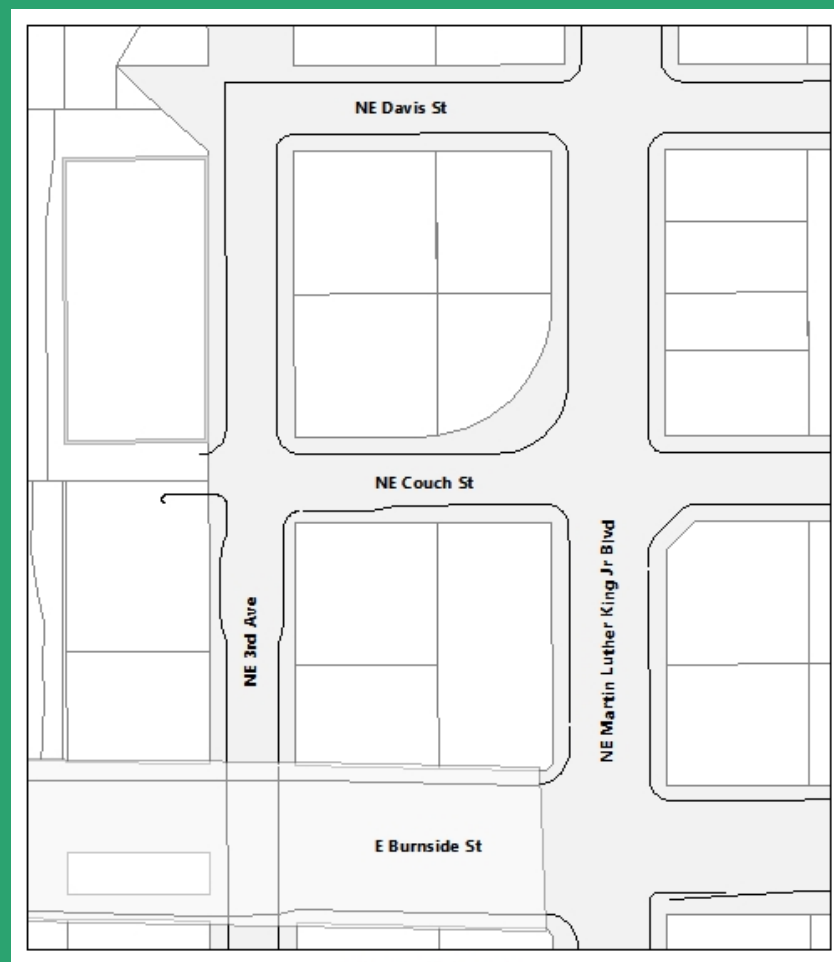 NE Davis St
NE Couch St
NE Martin Luther King Jr Blvd
NE 3rd Ave
E Burnside St